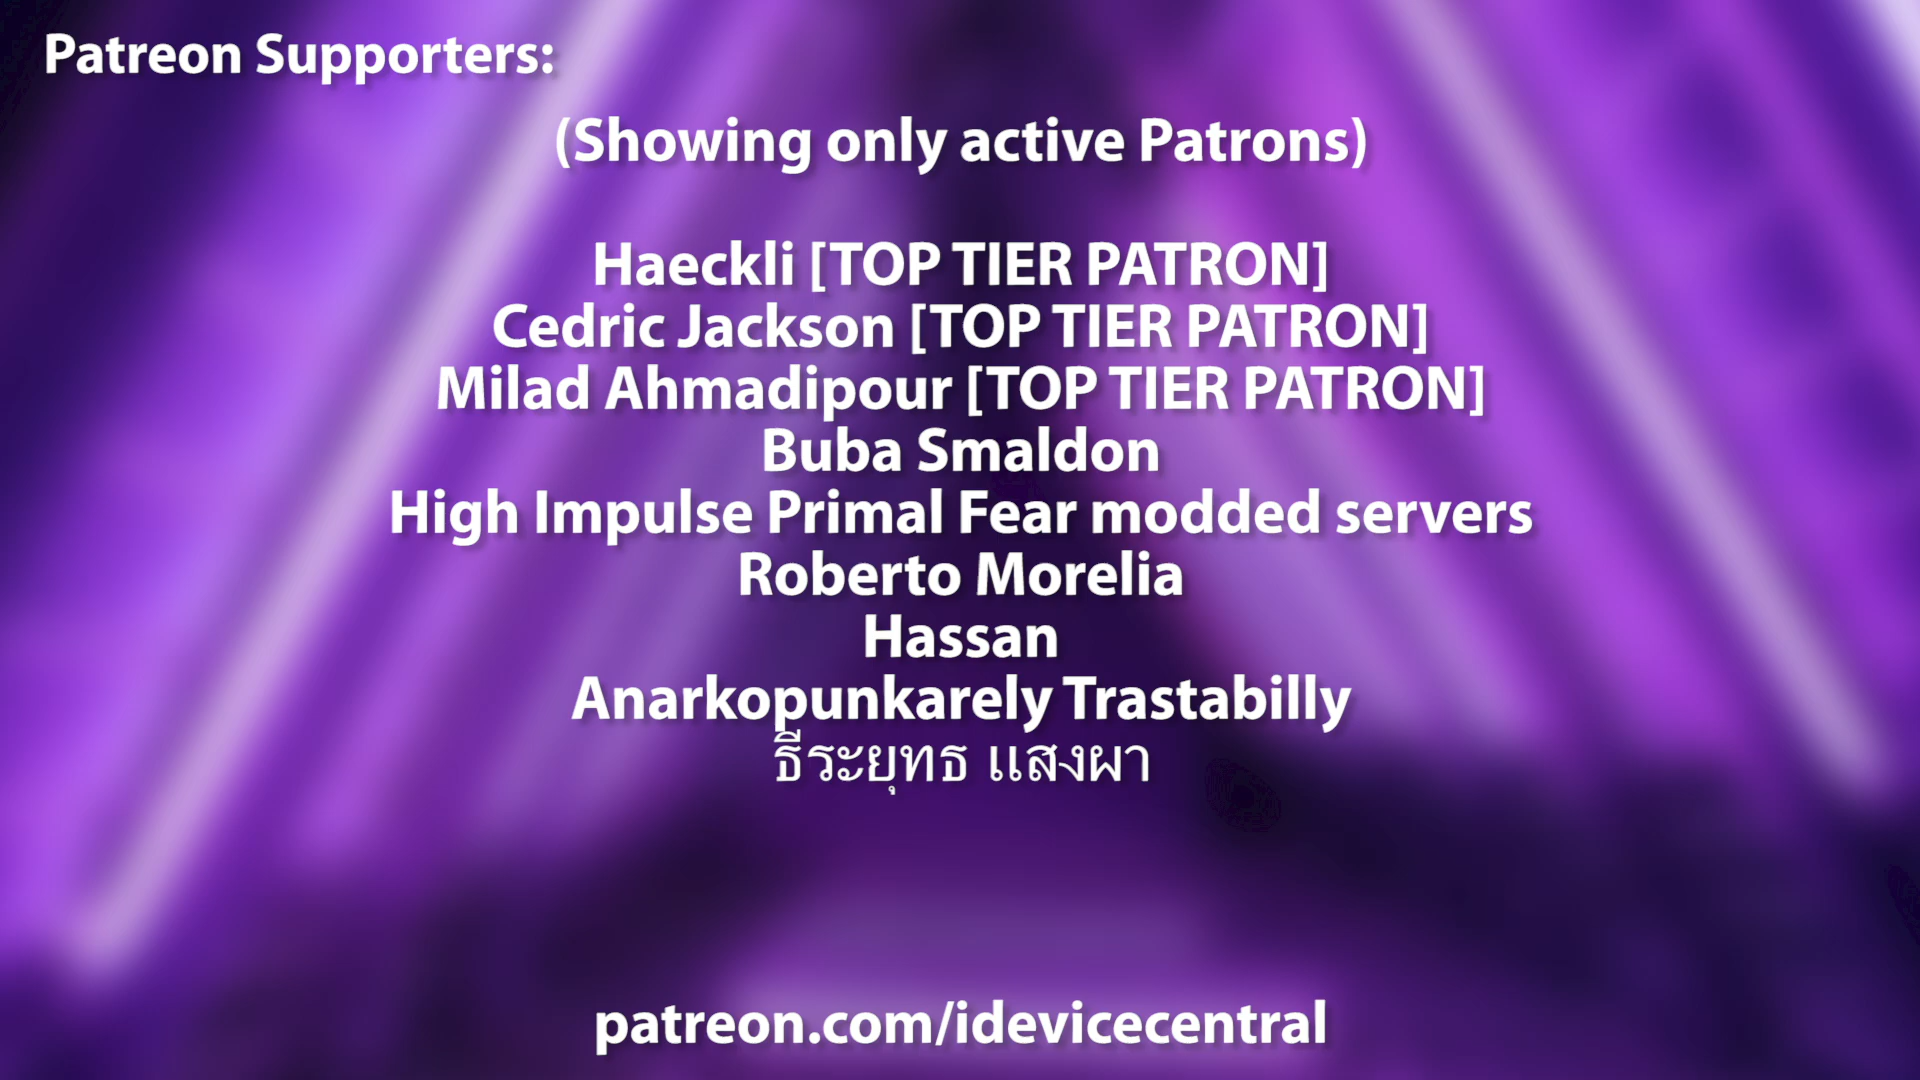 Patreon Supporters:
(Showing only active Patrons)
Haeckli [TOP TIER PATRON]
Cedric Jackson [TOP TIER PATRON]
Milad Ahmadipour [TOP TIER PATRON]
Buba Smaldon
High Impulse Primal Fear modded servers
Roberto Morelia
Hassan
Anarkopunkarely Trastabilly
ธีระยุทธ แสงผา
patreon.com/idevicecentral